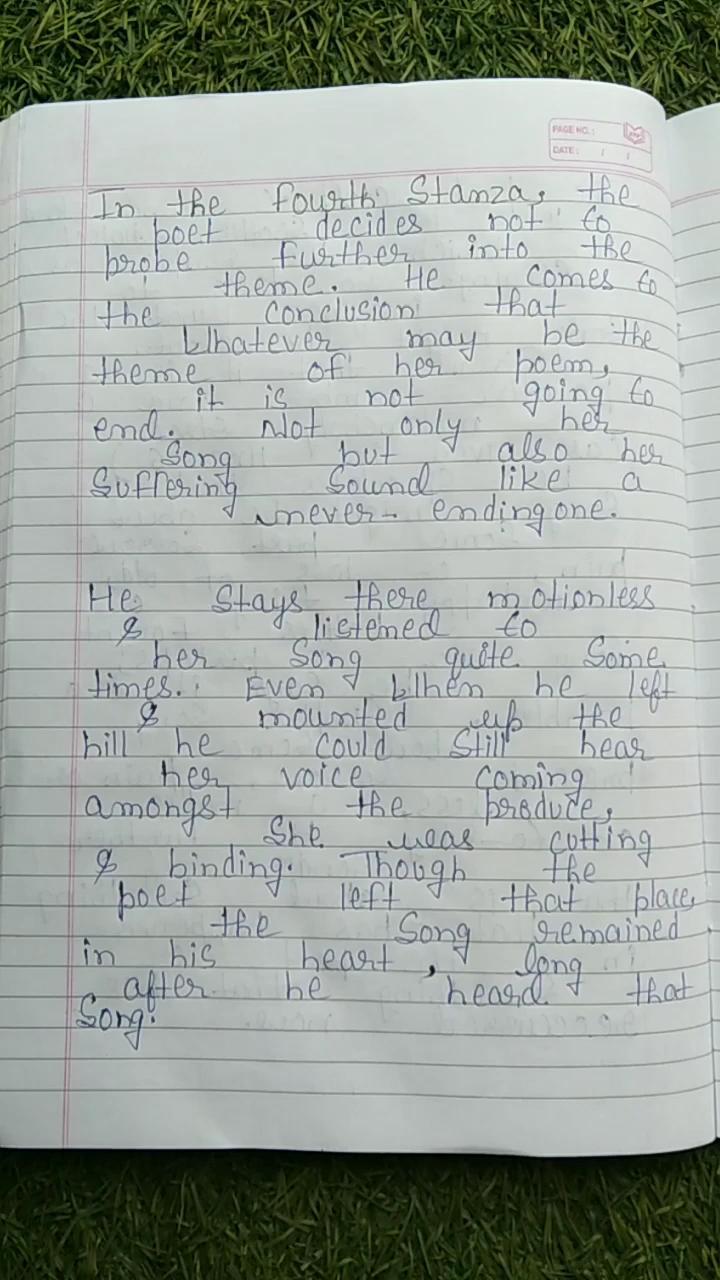 PAGE NO.:
DATE: / /
In the fourth Stanza, the
poet decides not to
probe further into the
theme. He comes to
the conclusion that
Whatever may be the
theme of her poem,
it is not going to
end. Not only her
Song but also her
Suffering Sound like a
never- ending one.
He Stays there motionless
& listened to
her Song quite Some
times. Even When he left
& mounted up the
hill he could Still hear
her voice coming
amongst the produce,
She was cutting
& binding. Though the
poet left that place,
the Song remained
in his heart, long
after he heard that
Song.